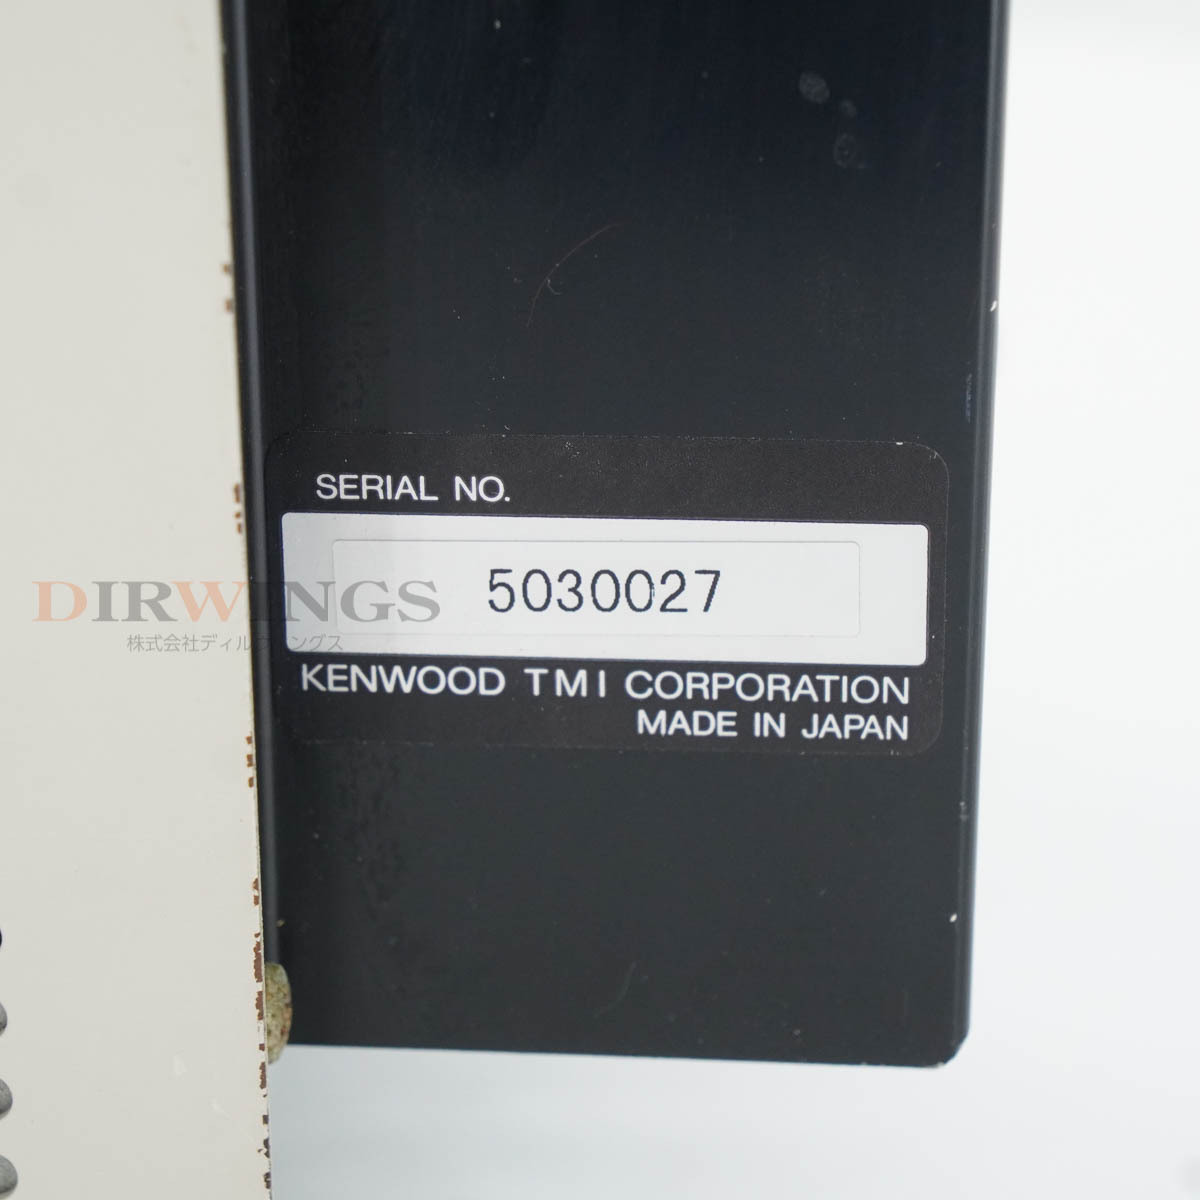 SERIAL NO.
5030027
DIRWINGS
株式会社ディルウィングス
KENWOOD TMI CORPORATION
MADE IN JAPAN